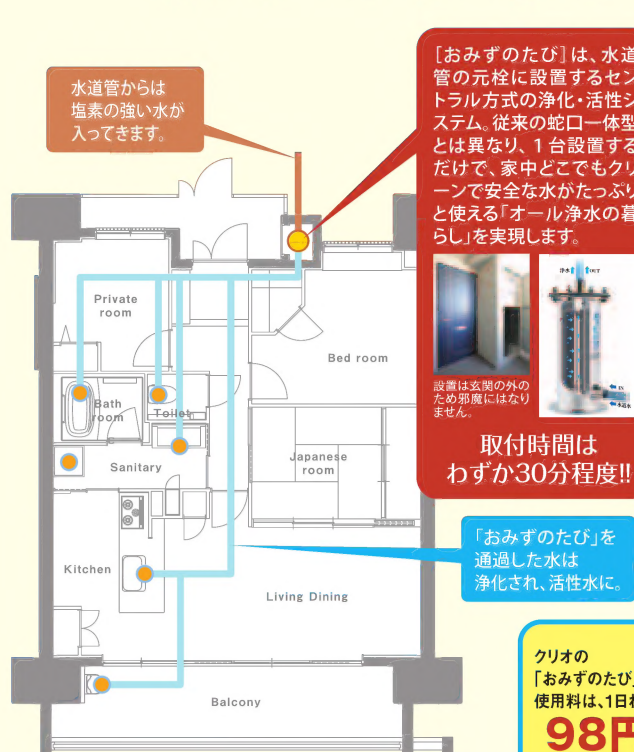 水道管からは
塩素の強い水が
入ってきます。
[おみずのたび]は、水道
管の元栓に設置するセン
トラル方式の浄化・活性シ
ステム。従来の蛇口一体型
とは異なり、1台設置する
だけで、家中どこでもクリ
ーンで安全な水がたっぷり
と使える「オール浄水の暮
らし」を実現します。
浄水 OUT
IN
水道水
設置は玄関の外の
ため邪魔にはなり
ません。
取付時間は
わずか30分程度!!
Private
room
Bed room
Bath
room
Toilet
Sanitary
Japanese
room
Kitchen
Living Dining
Balcony
「おみずのたび」を
通過した水は
浄化され、活性水に。
クリオの
「おみずのたび」
使用料は、1日わ
98円